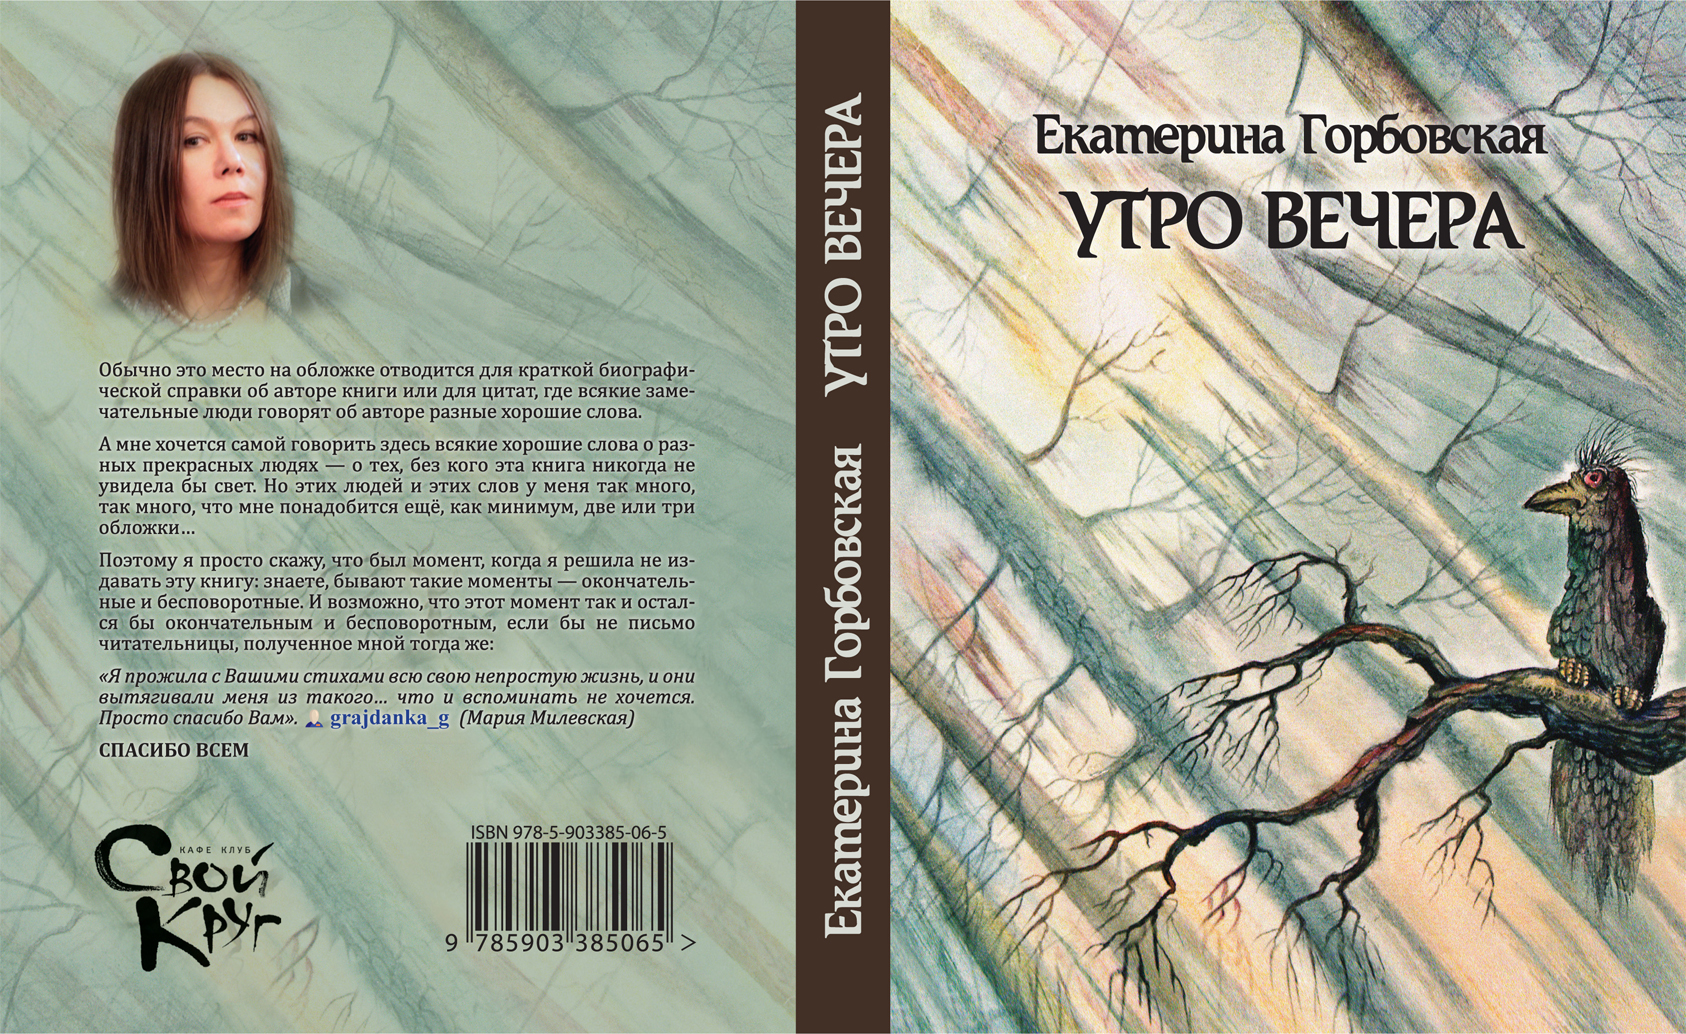 Обычно это место на обложке отводится для краткой биографи-
ческой справки об авторе книги или для цитат, где всякие заме-
чательные люди говорят об авторе разные хорошие слова.
А мне хочется самой говорить здесь всякие хорошие слова о раз-
ных прекрасных людях — о тех, без кого эта книга никогда не
увидела бы свет. Но этих людей и этих слов у меня так много,
так много, что мне понадобится ещё, как минимум, две или три
обложки...
Поэтому я просто скажу, что был момент, когда я решила не из-
давать эту книгу: знаете, бывают такие моменты — окончатель-
ные и бесповоротные. И возможно, что этот момент так и остал-
ся бы окончательным и бесповоротным, если бы не письмо
читательницы, полученное мной тогда же:
«Я прожила с Вашими стихами всю свою непростую жизнь, и они
вытягивали меня из такого... что и вспоминать не хочется.
Просто спасибо Вам». grajdanka_g (Мария Милевская)
СПАСИБО ВСЕМ
КАФЕ КЛУБ
Свой
Круг
ISBN 978-5-903385-06-5
9 785903 385065 >
Екатерина Горбовская УТРО ВЕЧЕРА
Екатерина Горбовская
УТРО ВЕЧЕРА